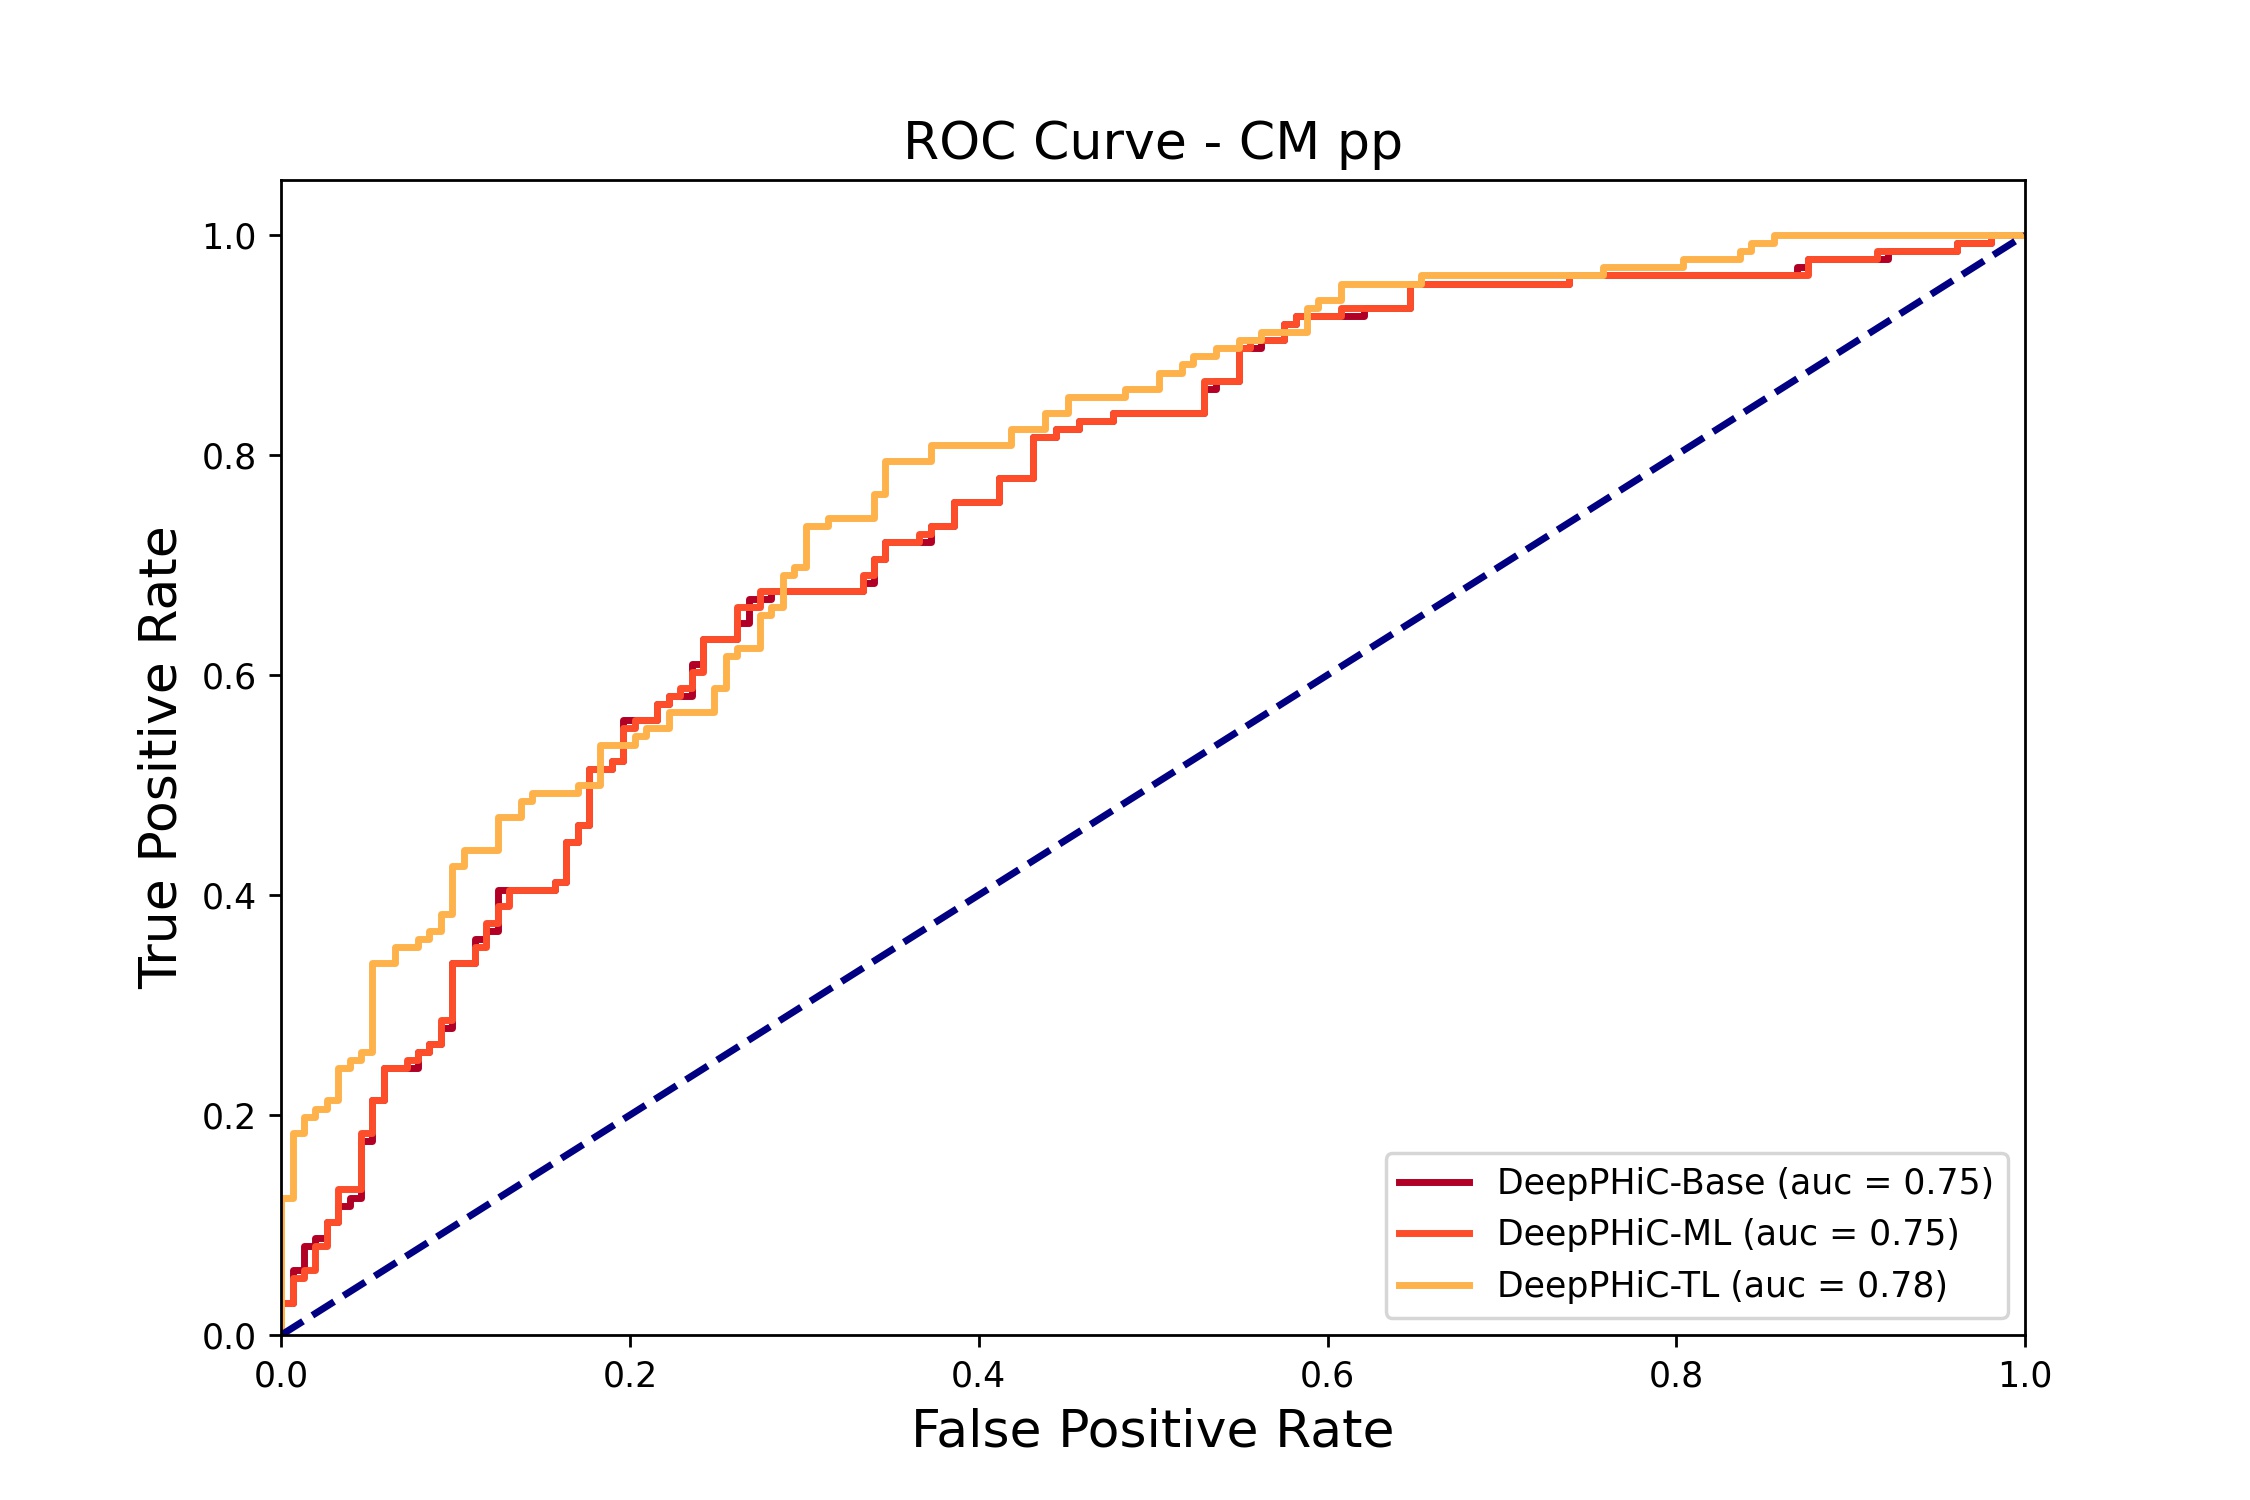 ROC Curve - CM pp
True Positive Rate
1.0
0.8
0.6
0.4
0.2
0.0
0.0 0.2 0.4 0.6 0.8 1.0
False Positive Rate
DeepPHiC-Base (auc = 0.75)
DeepPHiC-ML (auc = 0.75)
DeepPHiC-TL (auc = 0.78)